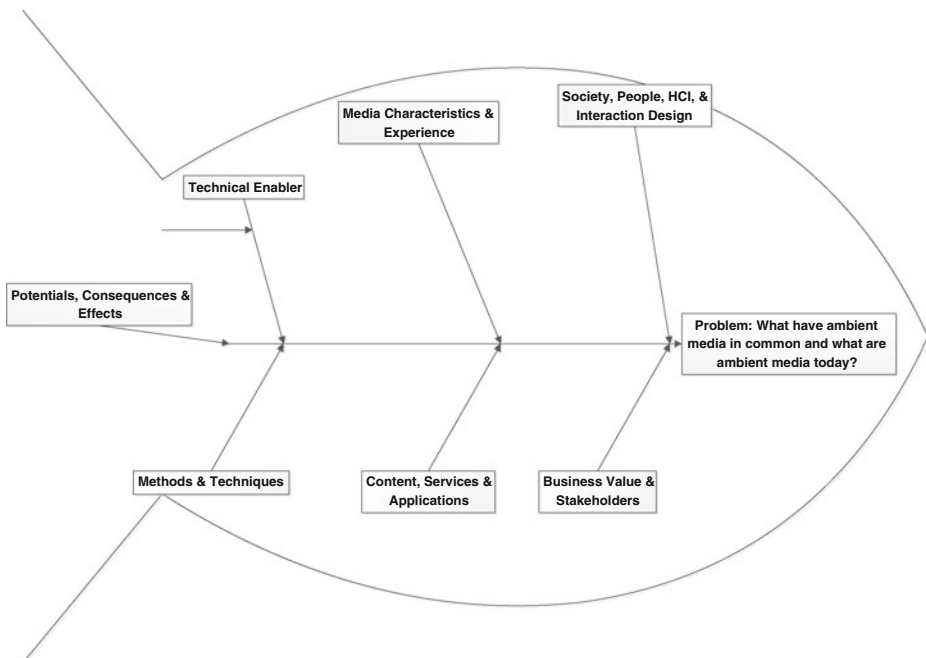 Society, People, HCI, &
Interaction Design
Media Characteristics &
Experience
Technical Enabler
Potentials, Consequences &
Effects
Problem: What have ambient
media in common and what are
ambient media today?
Methods & Techniques
Content, Services &
Applications
Business Value &
Stakeholders